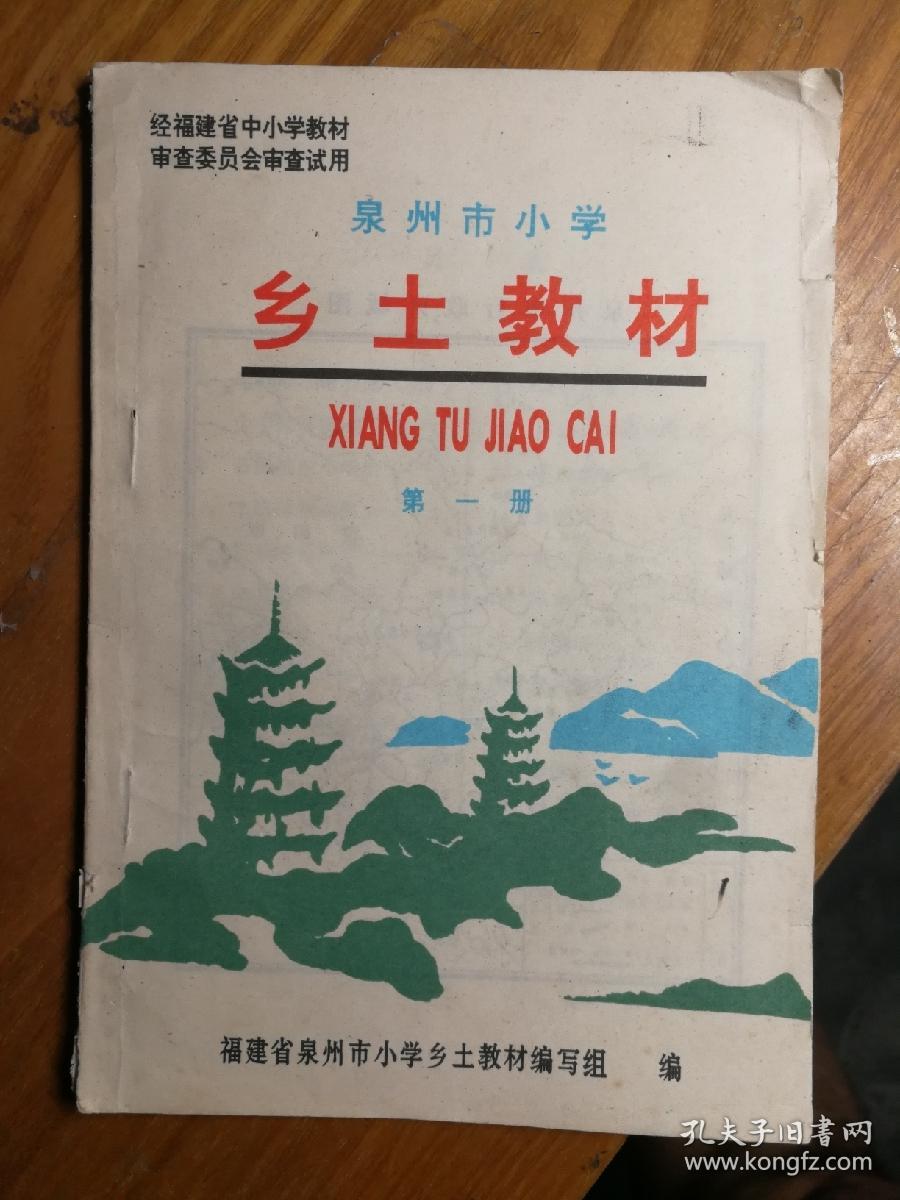 经福建省中小学教材
审查委员会审查试用
泉州市小学
乡土教材
XIANG TU JIAO CAI
第一册
福建省泉州市小学乡土教材编写组 编
孔夫子旧書网
www.kongfz.com